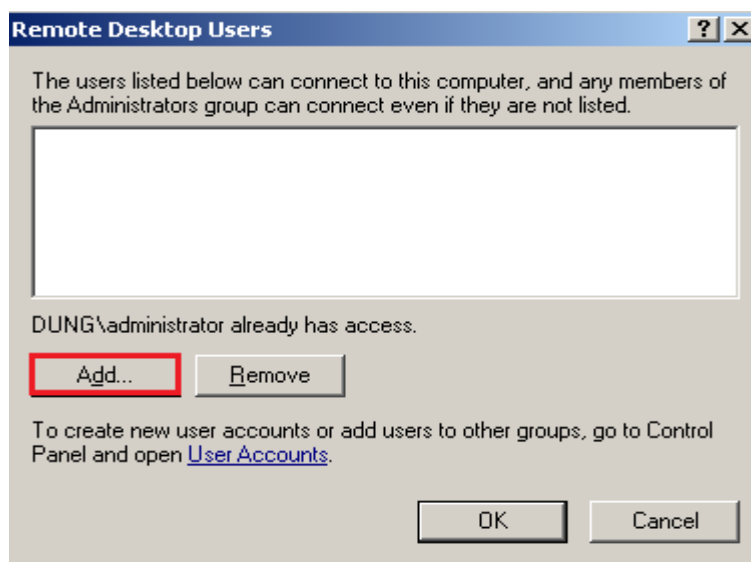 Remote Desktop Users
The users listed below can connect to this computer, and any members of
the Administrators group can connect even if they are not listed.
DUNG\administrator already has access.
Add... Remove
To create new user accounts or add users to other groups, go to Control
Panel and open User Accounts.
OK Cancel